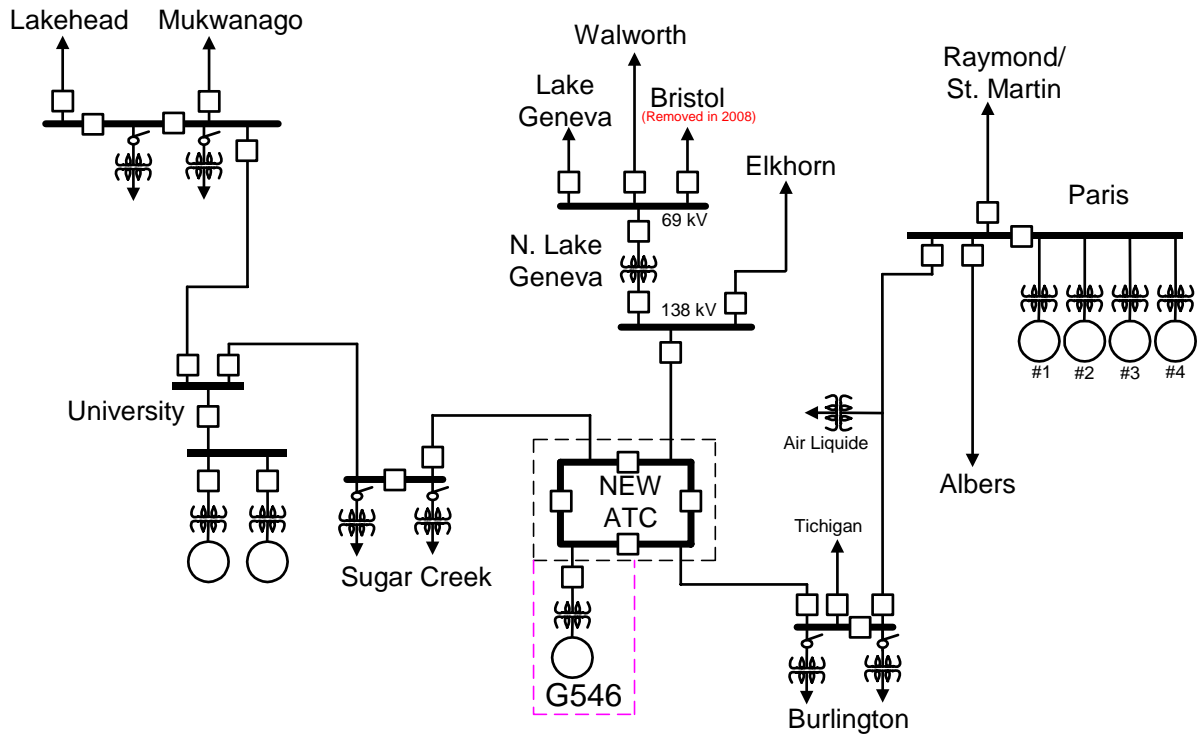 Lakehead
Mukwanago
Walworth
Lake
Geneva
Bristol
(Removed in 2008)
Raymond/
St. Martin
Elkhorn
Paris
69 kV
N. Lake
Geneva
138 kV
#1
#2
#3
#4
University
Air Liquide
NEW
ATC
Albers
Tichigan
Sugar Creek
G546
Burlington